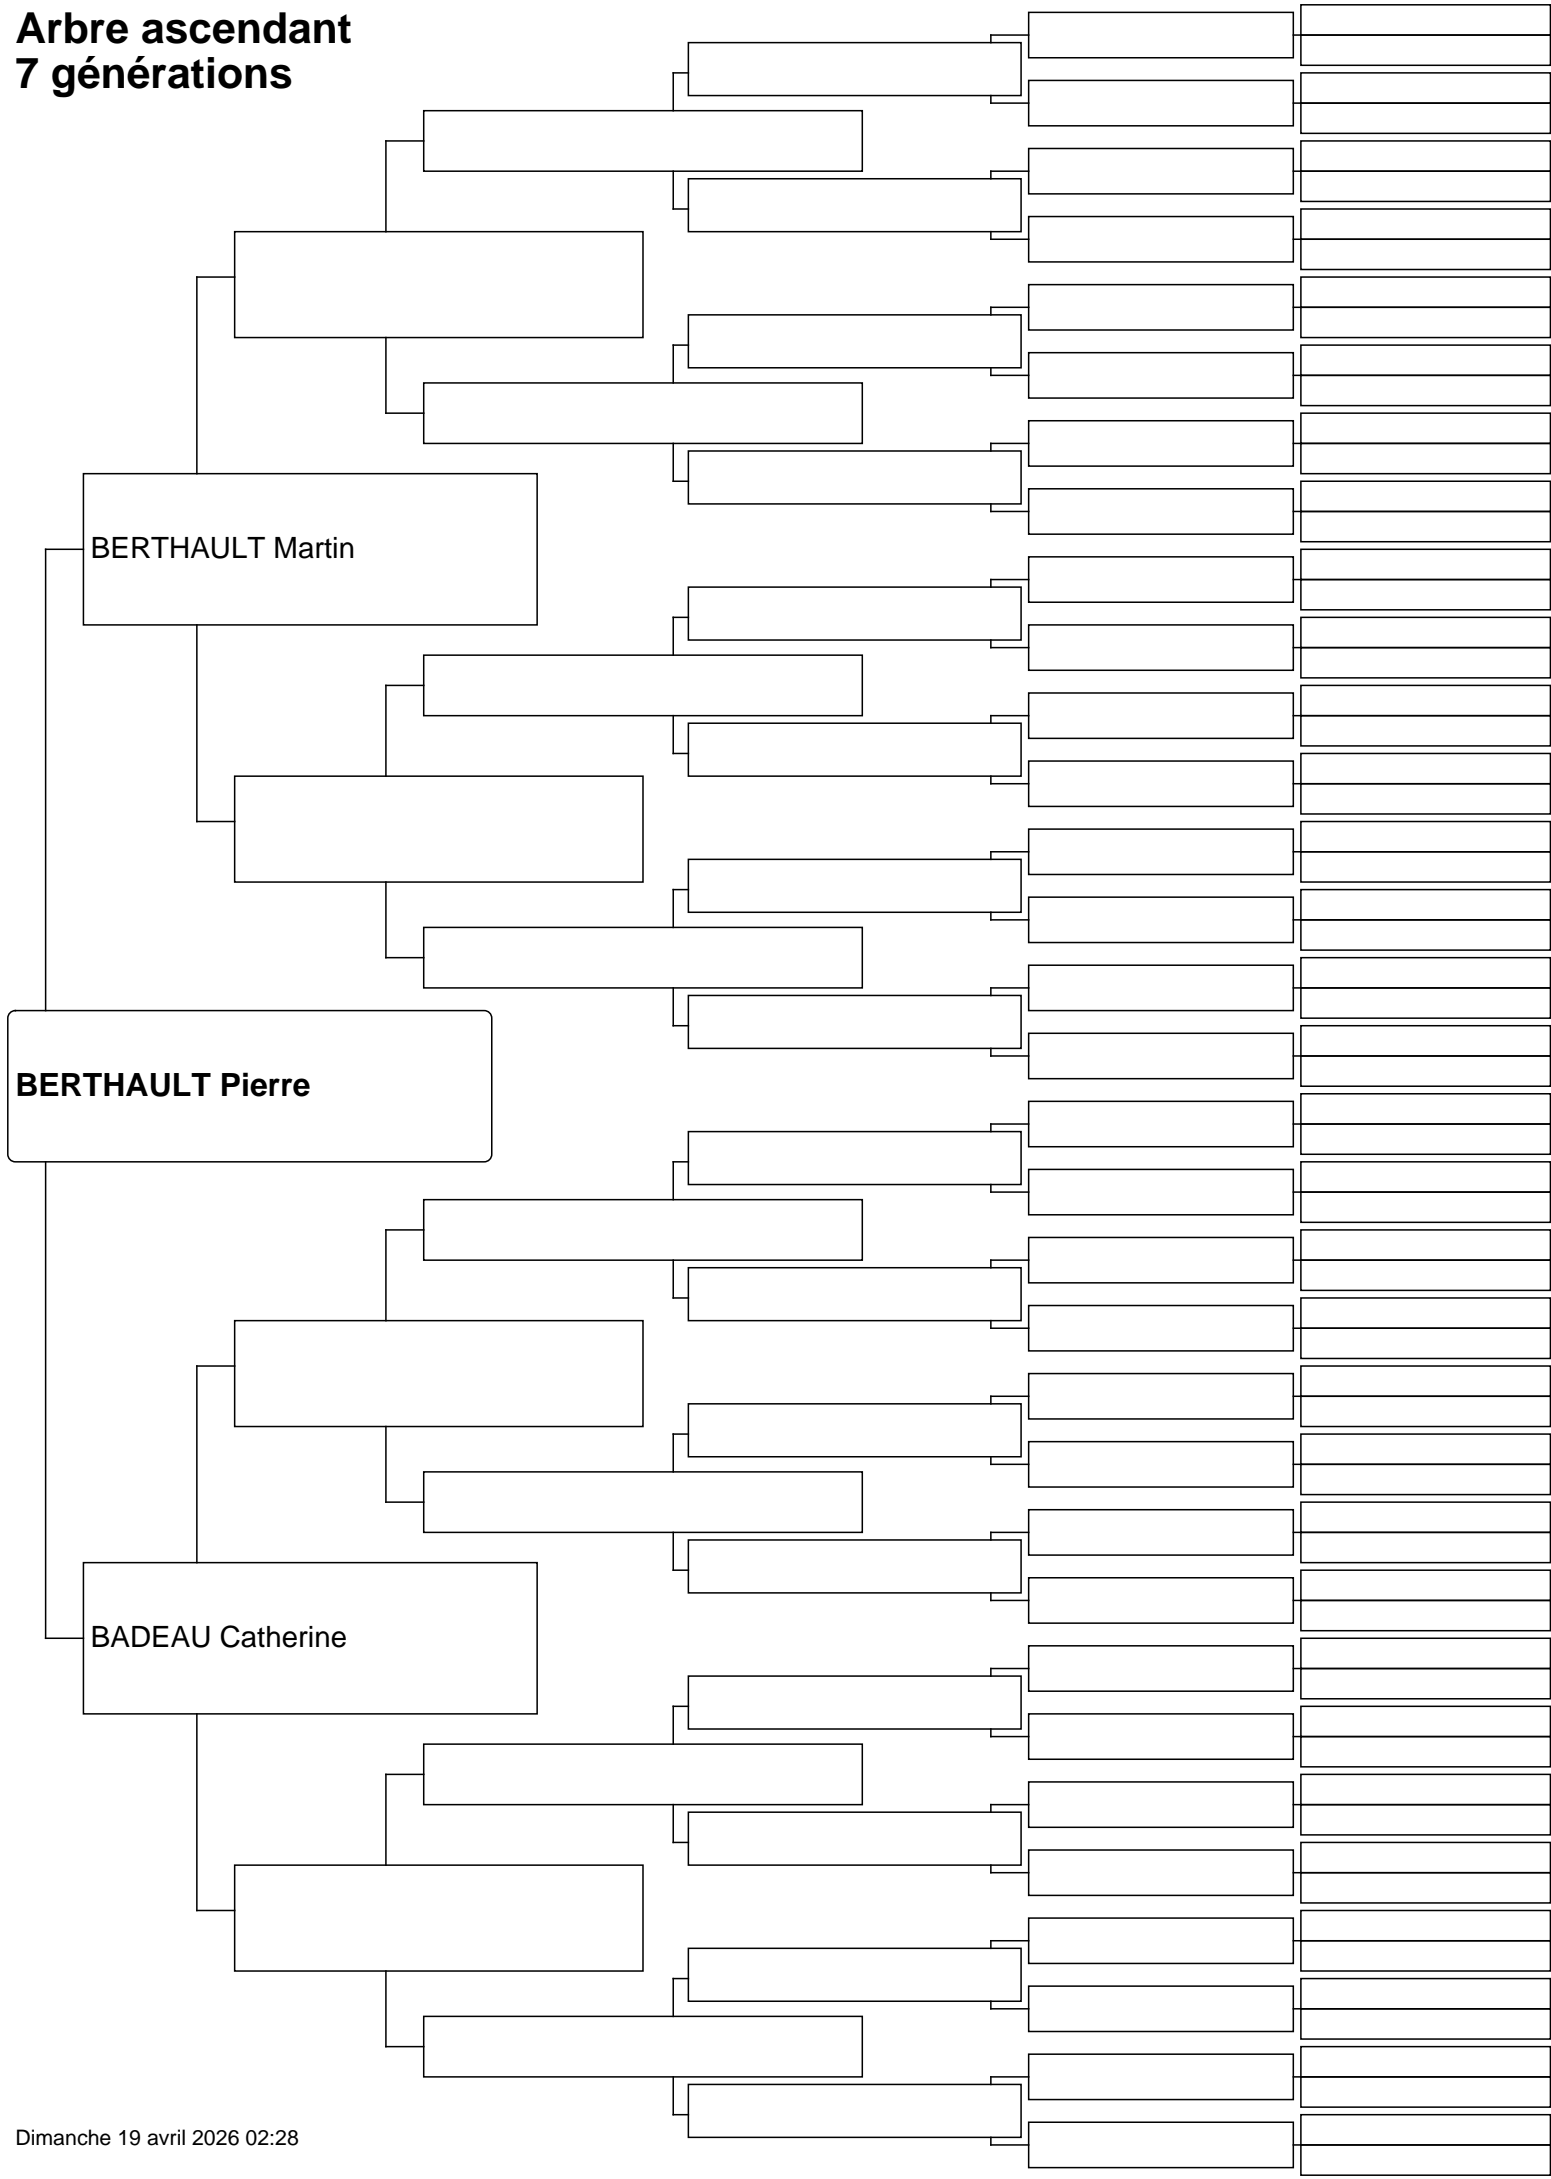 Arbre ascendant
7 générations
BERTHAULT Martin
BERTHAULT Pierre
BADEAU Catherine
Dimanche 19 avril 2026 02:28